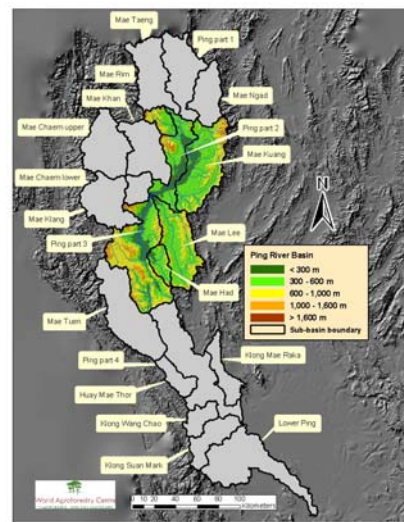 Mae Taeng
Ping part 1
Mae Rim
Mae Khan
Mae Ngad
Mae Chaem upper
Ping part 2
Mae Kuang
Mae Chaem lower
N
Mae Klang
Ping part 3
Mae Lee
Ping River Basin
< 300 m
300 - 600 m
600 - 1,000 m
1,000 - 1,600 m
> 1,600 m
Sub-basin boundary
Mae Had
Mae Tuen
Ping part 4
Klong Mae Raka
Huay Mae Thor
Klong Wang Chao
Lower Ping
Klong Suan Mark
World Agroforestry Centre
0 10 20 40 60 80 100
kilometers